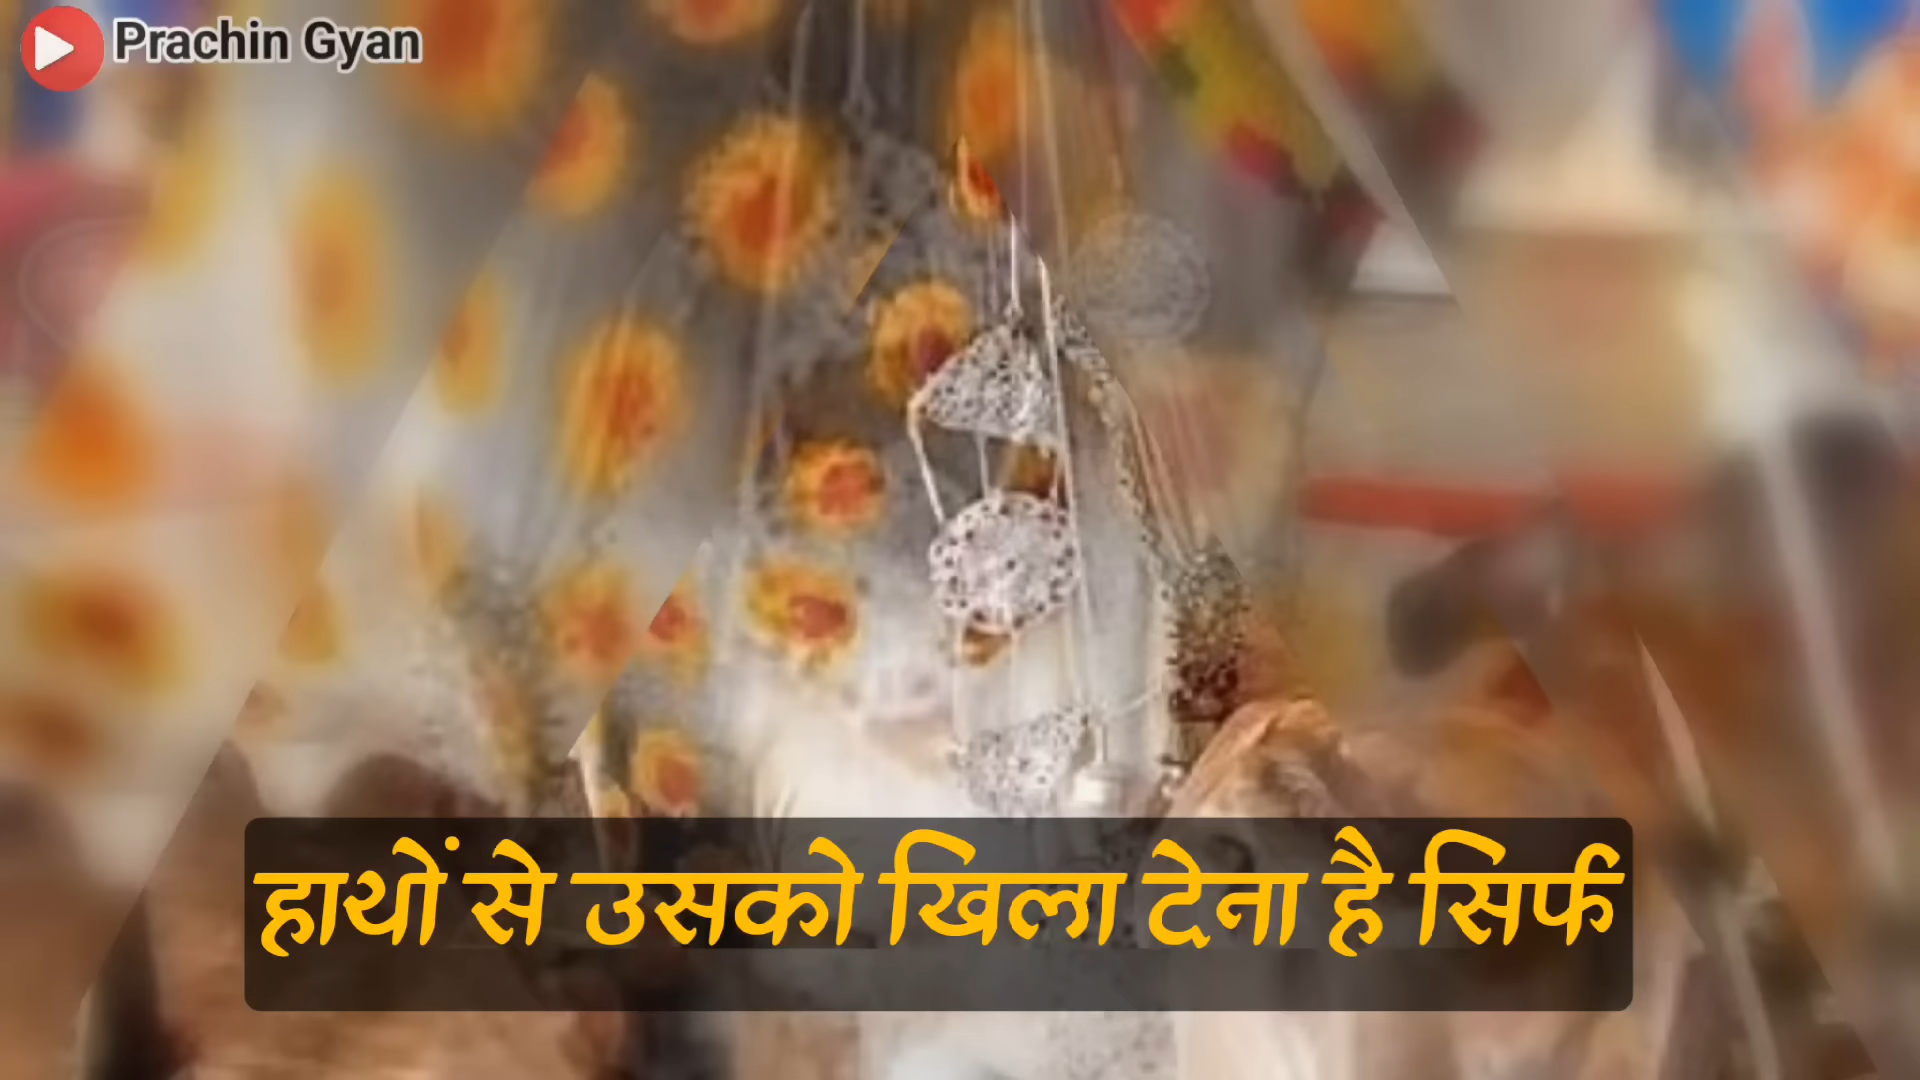 Prachin Gyan
हाथों से उसको खिला देना है सिर्फ